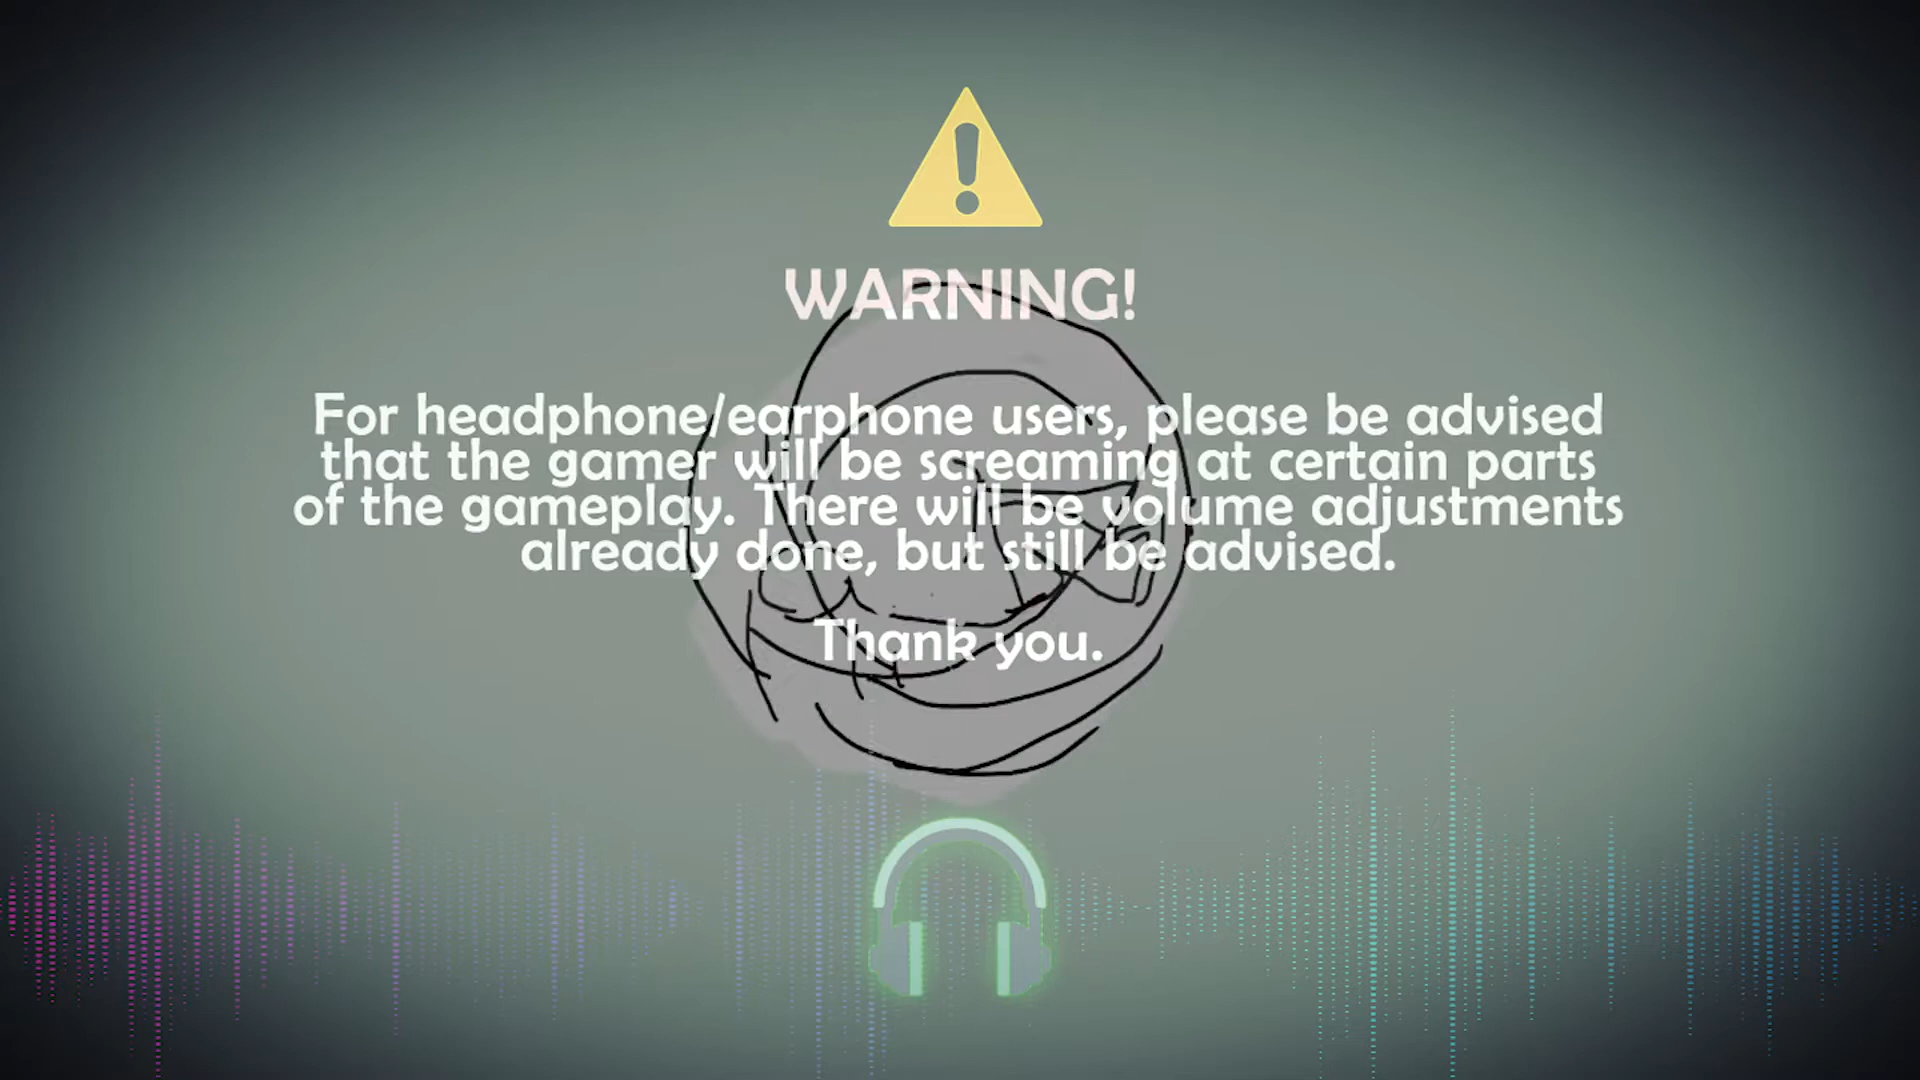 WARNING!
For headphone/earphone users, please be advised
that the gamer will be screaming at certain parts
of the gameplay. There will be volume adjustments
already done, but still be advised.
Thank you.